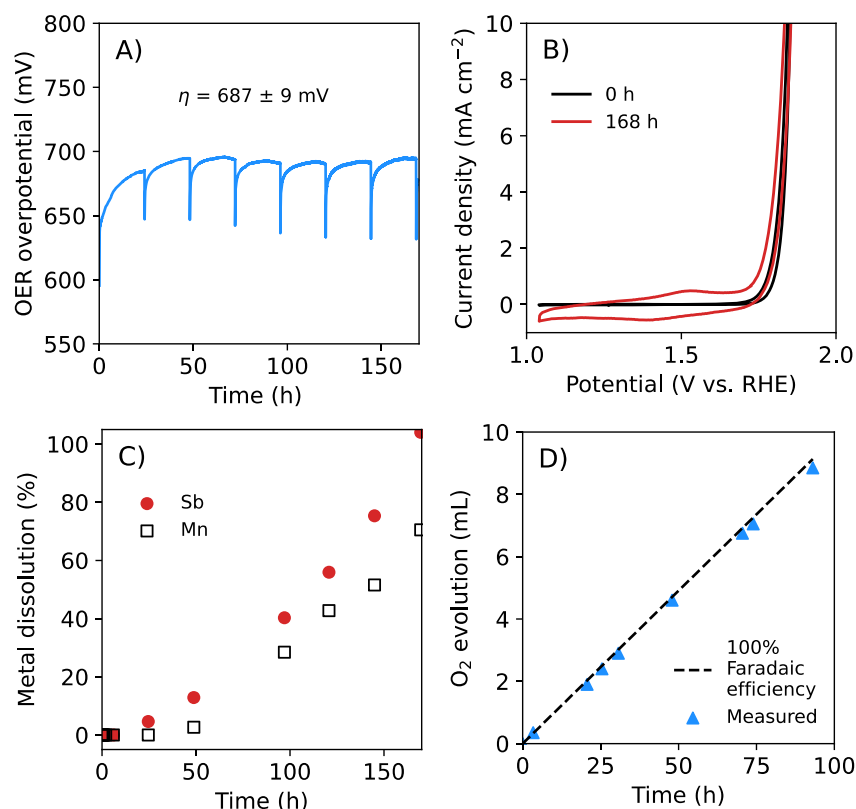 A)
η = 687 ± 9 mV
OER overpotential (mV)
800
750
700
650
600
550
0
50
100
150
Time (h)
B)
0 h
168 h
Current density (mA cm⁻²)
10
8
6
4
2
0
1.0
1.5
2.0
Potential (V vs. RHE)
C)
Sb
Mn
Metal dissolution (%)
100
80
60
40
20
0
0
50
100
150
Time (h)
D)
O₂ evolution (mL)
10
8
6
4
2
0
100%
Faradaic
efficiency
Measured
0
25
50
75
100
Time (h)